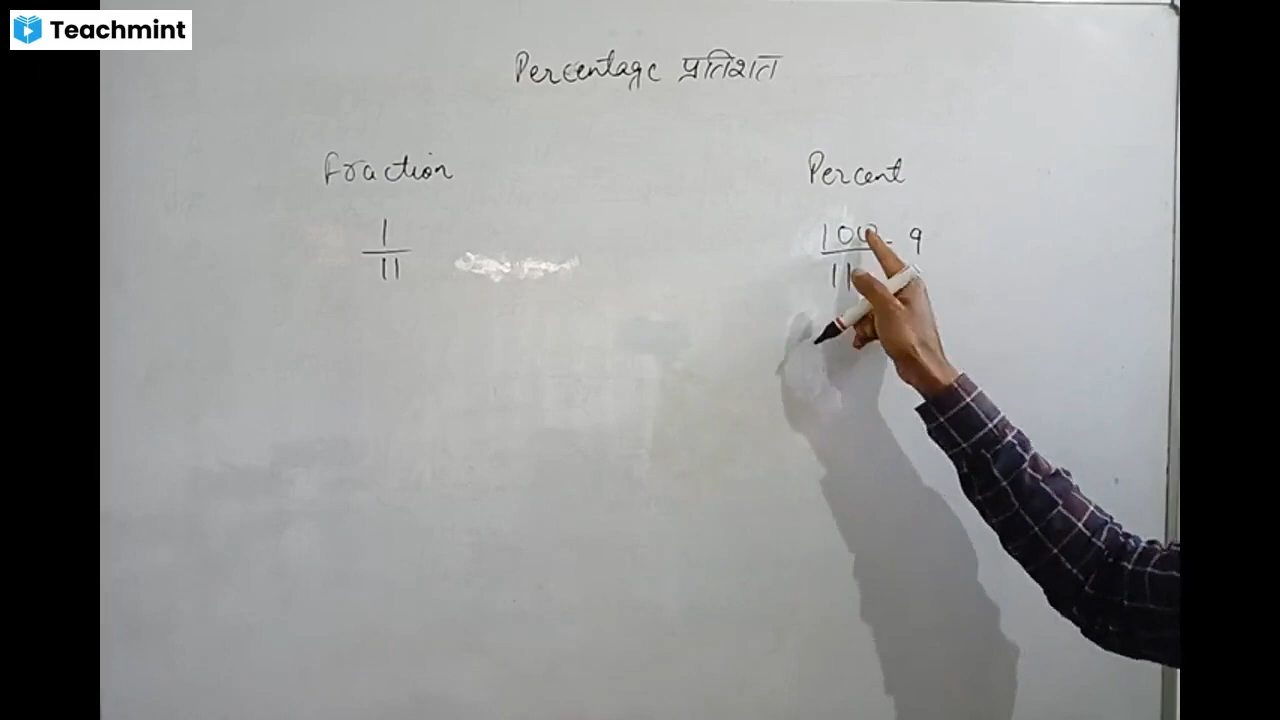 Teachmint
Percentage प्रतिशत
Fraction Percent
1 100 - 9
11 11